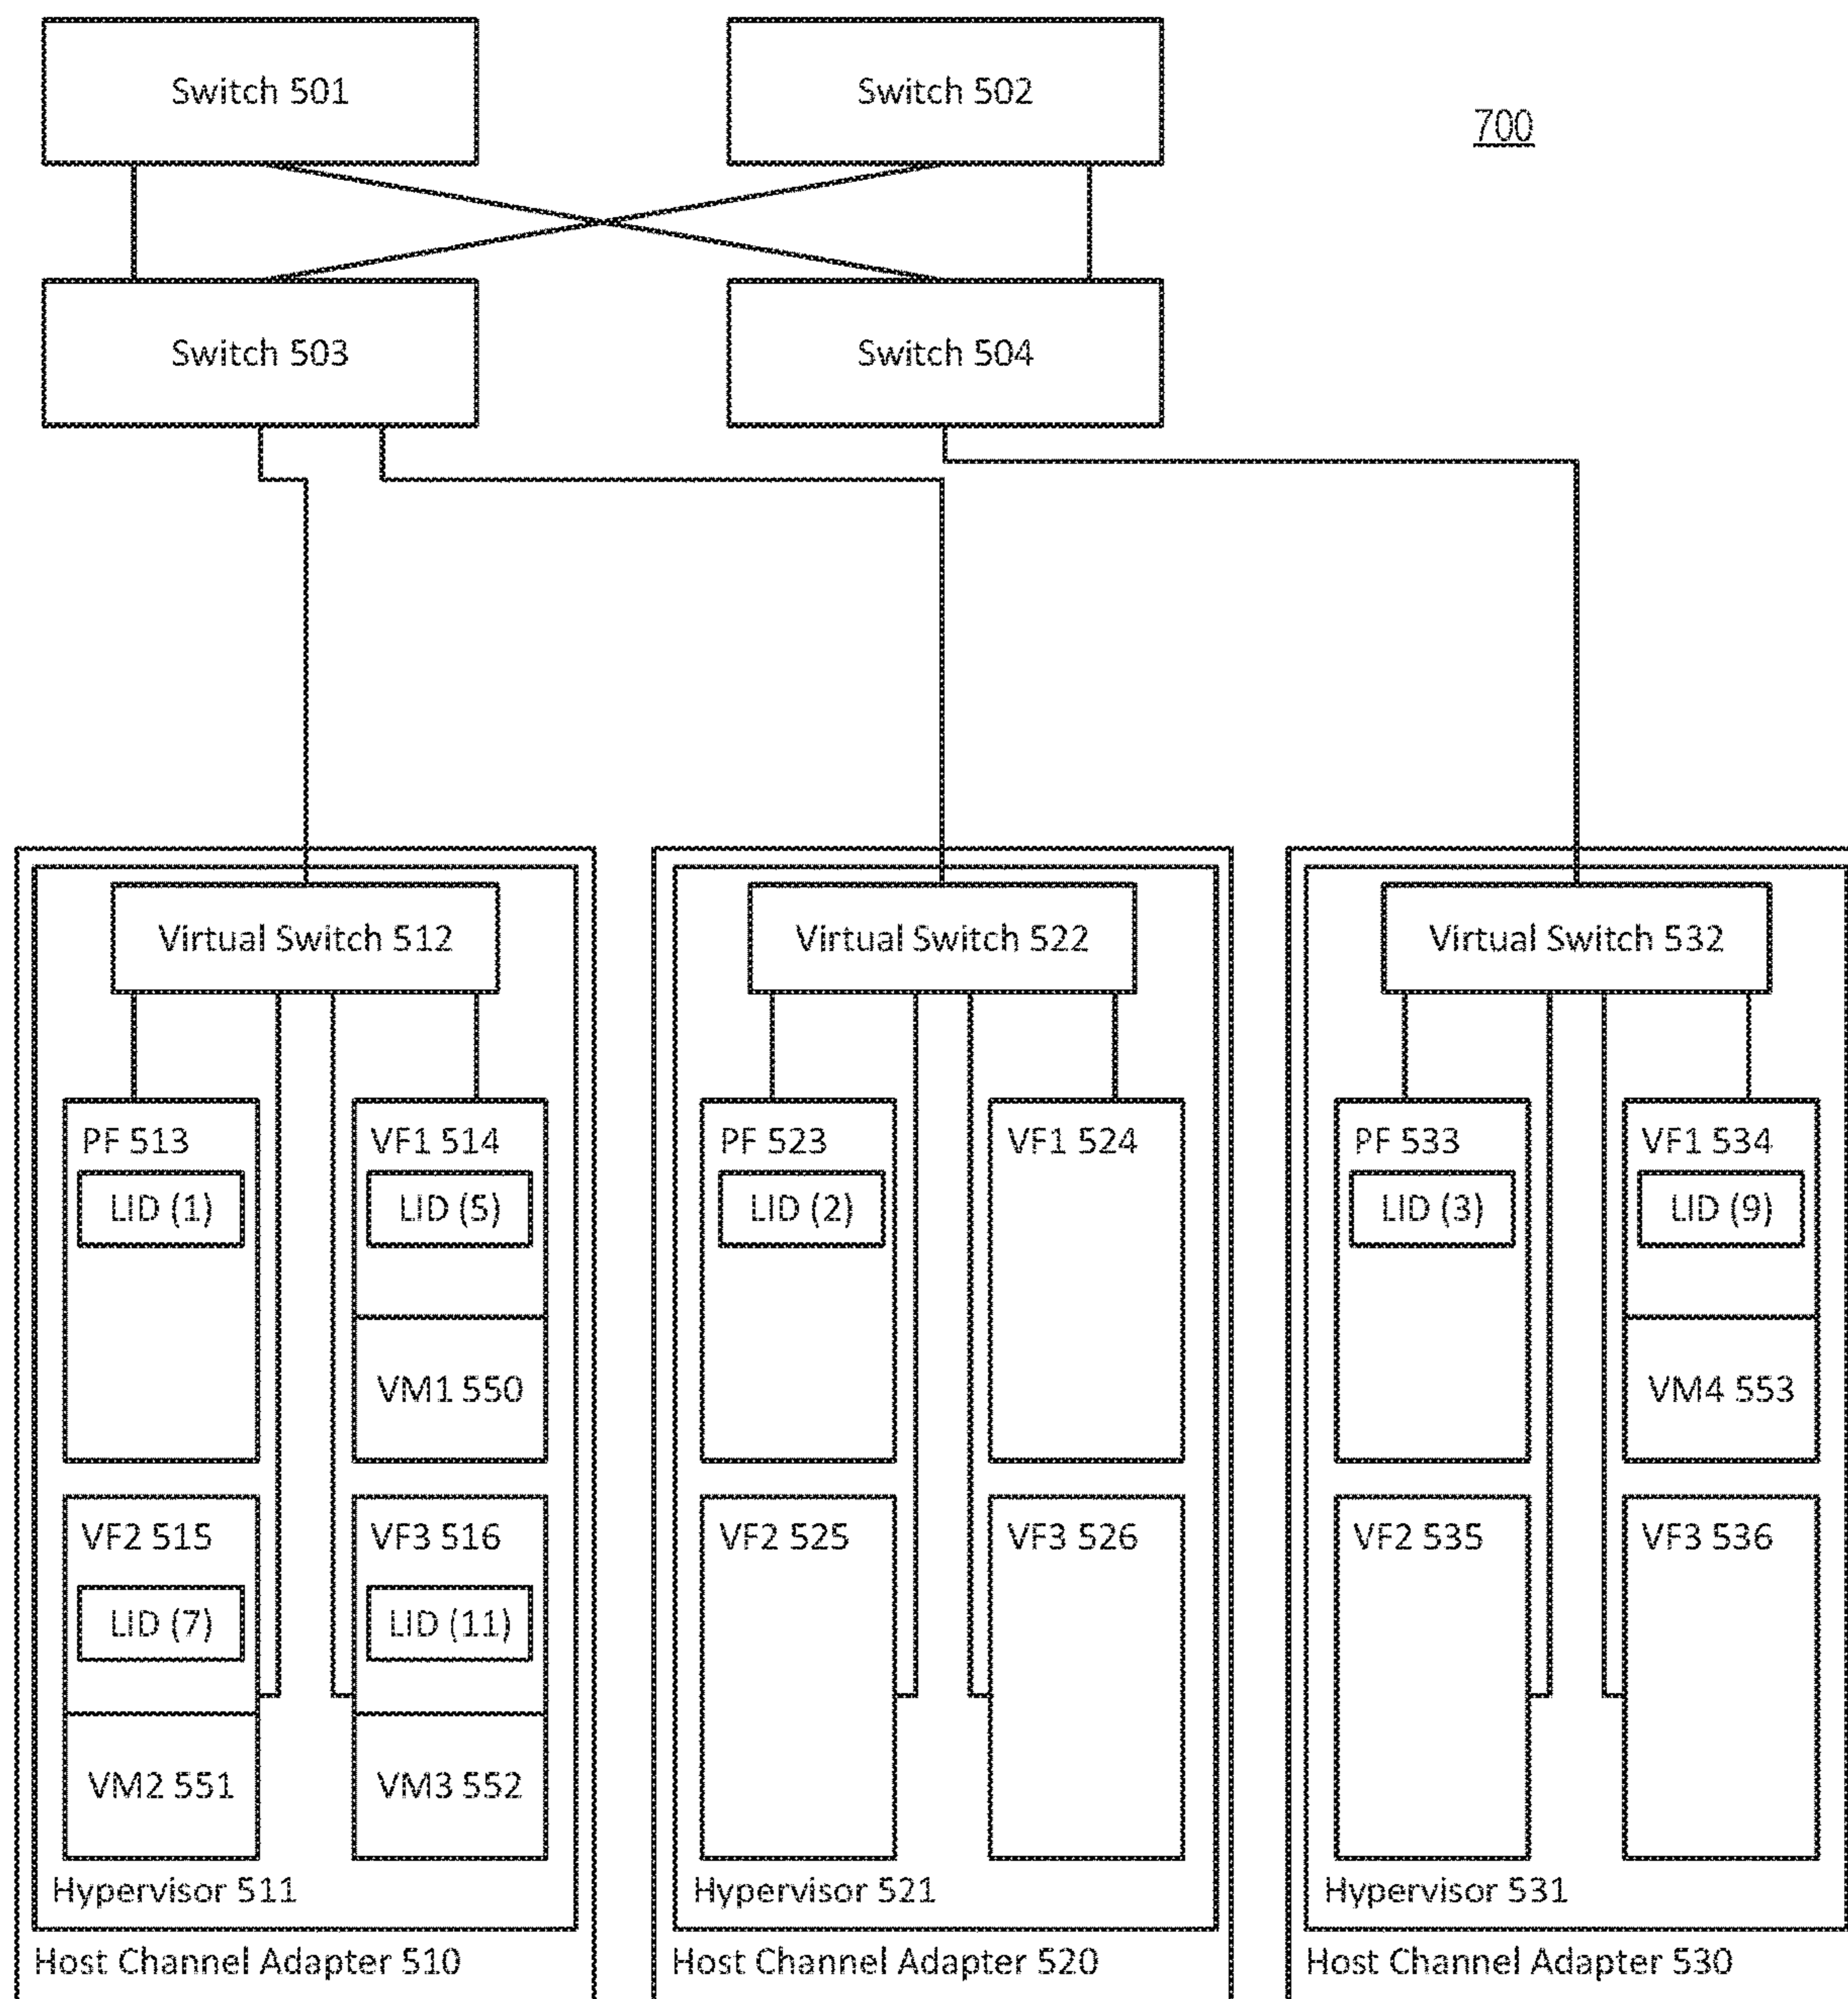 Switch 501
Switch 502
700
Switch 503
Switch 504
Virtual Switch 512
Virtual Switch 522
Virtual Switch 532
PF 513
LID (1)
VF1 514
LID (5)
VM1 550
VF2 515
LID (7)
VM2 551
VF3 516
LID (11)
VM3 552
Hypervisor 511
Host Channel Adapter 510
PF 523
LID (2)
VF1 524
VF2 525
VF3 526
Hypervisor 521
Host Channel Adapter 520
PF 533
LID (3)
VF1 534
LID (9)
VM4 553
VF2 535
VF3 536
Hypervisor 531
Host Channel Adapter 530